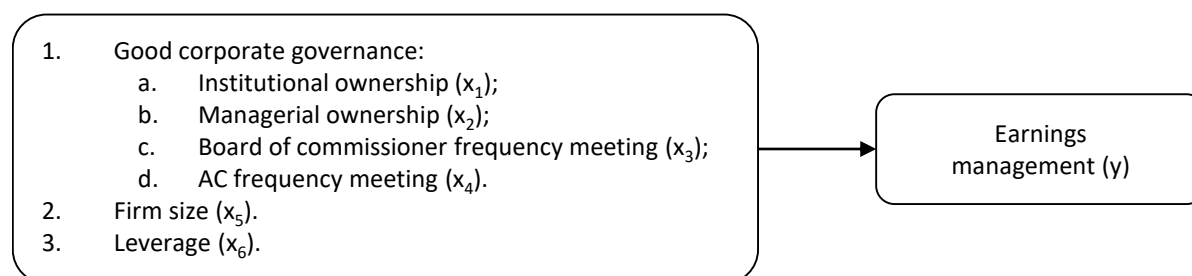 1. Good corporate governance:
a. Institutional ownership (x₁);
b. Managerial ownership (x₂);
c. Board of commissioner frequency meeting (x₃);
d. AC frequency meeting (x₄).
2. Firm size (x₅).
3. Leverage (x₆).
Earnings
management (y)